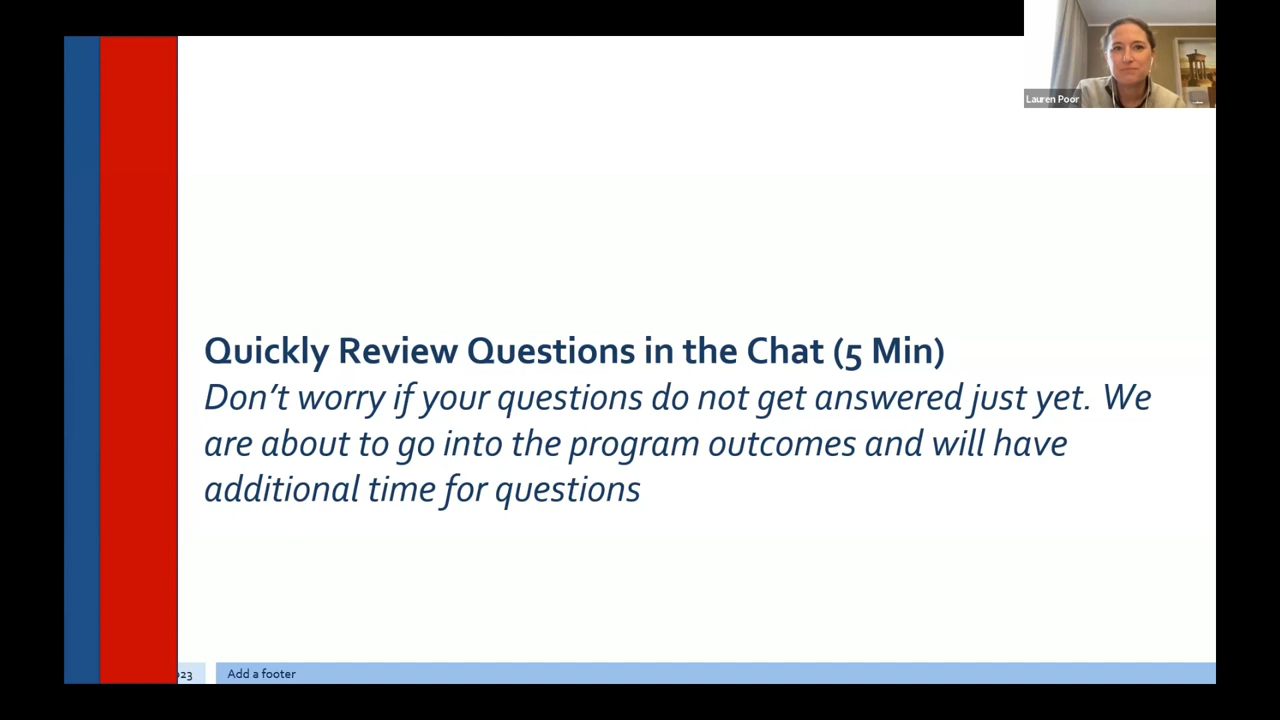 Lauren Poor
Quickly Review Questions in the Chat (5 Min)
Don't worry if your questions do not get answered just yet. We
are about to go into the program outcomes and will have
additional time for questions
23
Add a footer